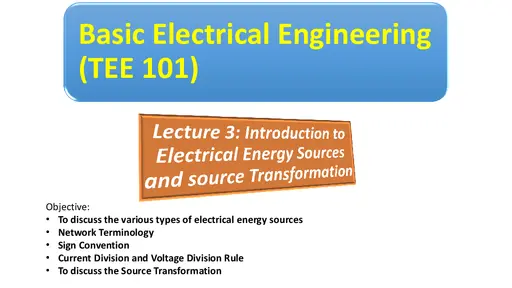 Basic Electrical Engineering
(TEE 101)
Lecture 3: Introduction to
Electrical Energy Sources
and source Transformation
Objective:
• To discuss the various types of electrical energy sources
• Network Terminology
• Sign Convention
• Current Division and Voltage Division Rule
• To discuss the Source Transformation